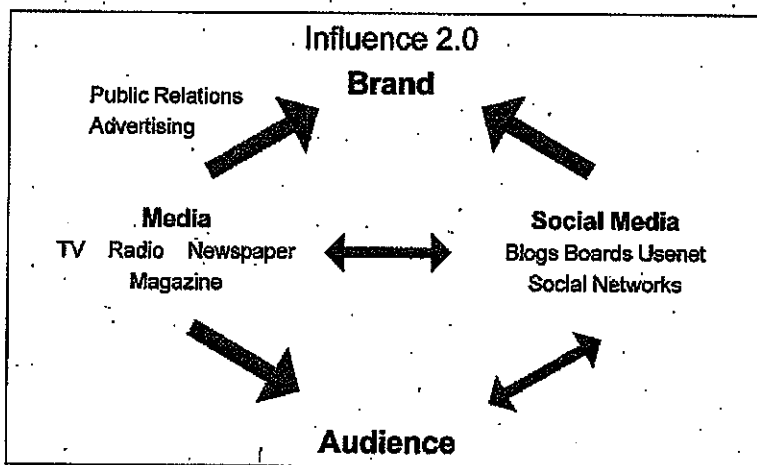 Influence 2.0
Brand
Public Relations
Advertising
Media
TV Radio Newspaper
Magazine
Social Media
Blogs Boards Usenet
Social Networks
Audience